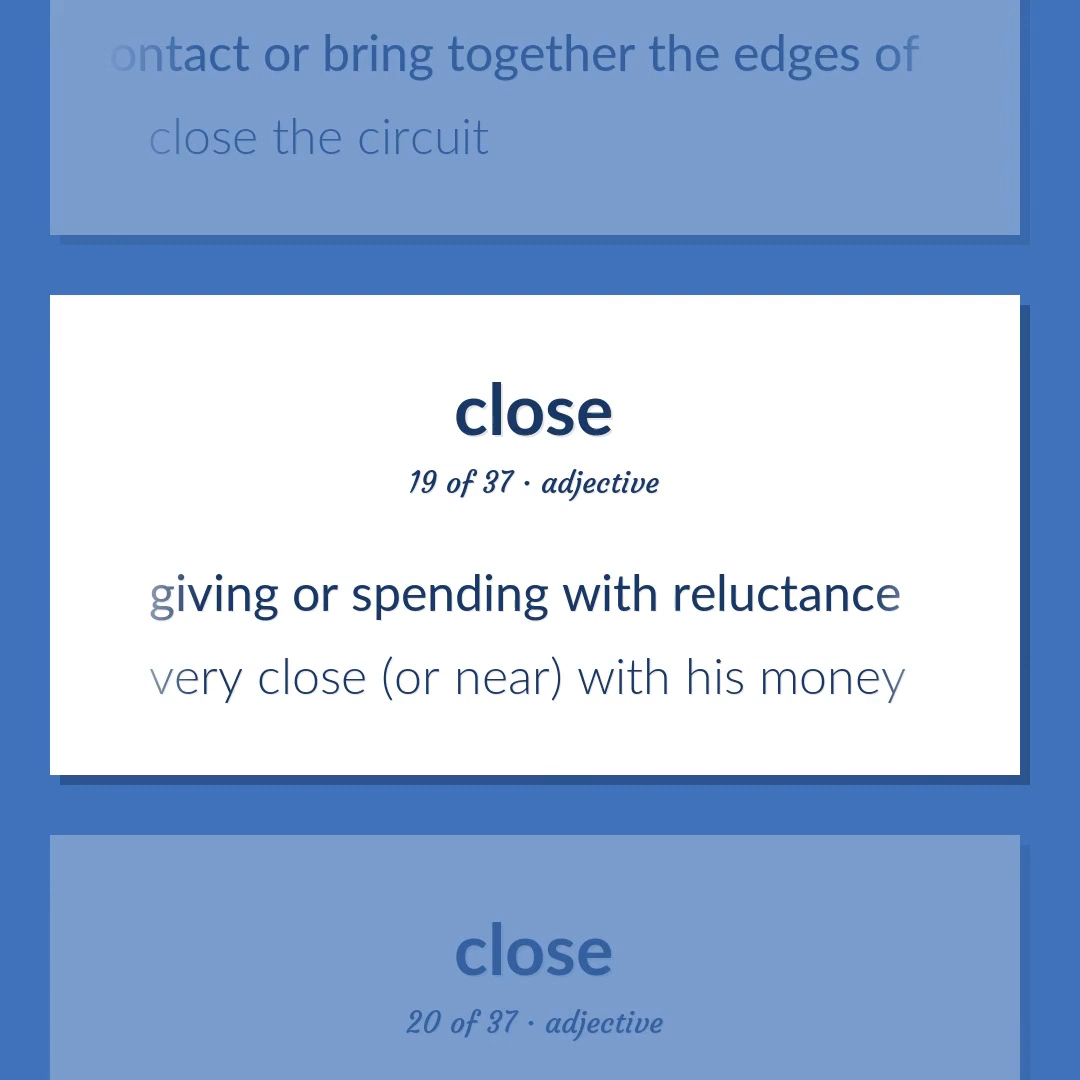 ontact or bring together the edges of
close the circuit
close
19 of 37 · adjective
giving or spending with reluctance
very close (or near) with his money
close
20 of 37 · adjective